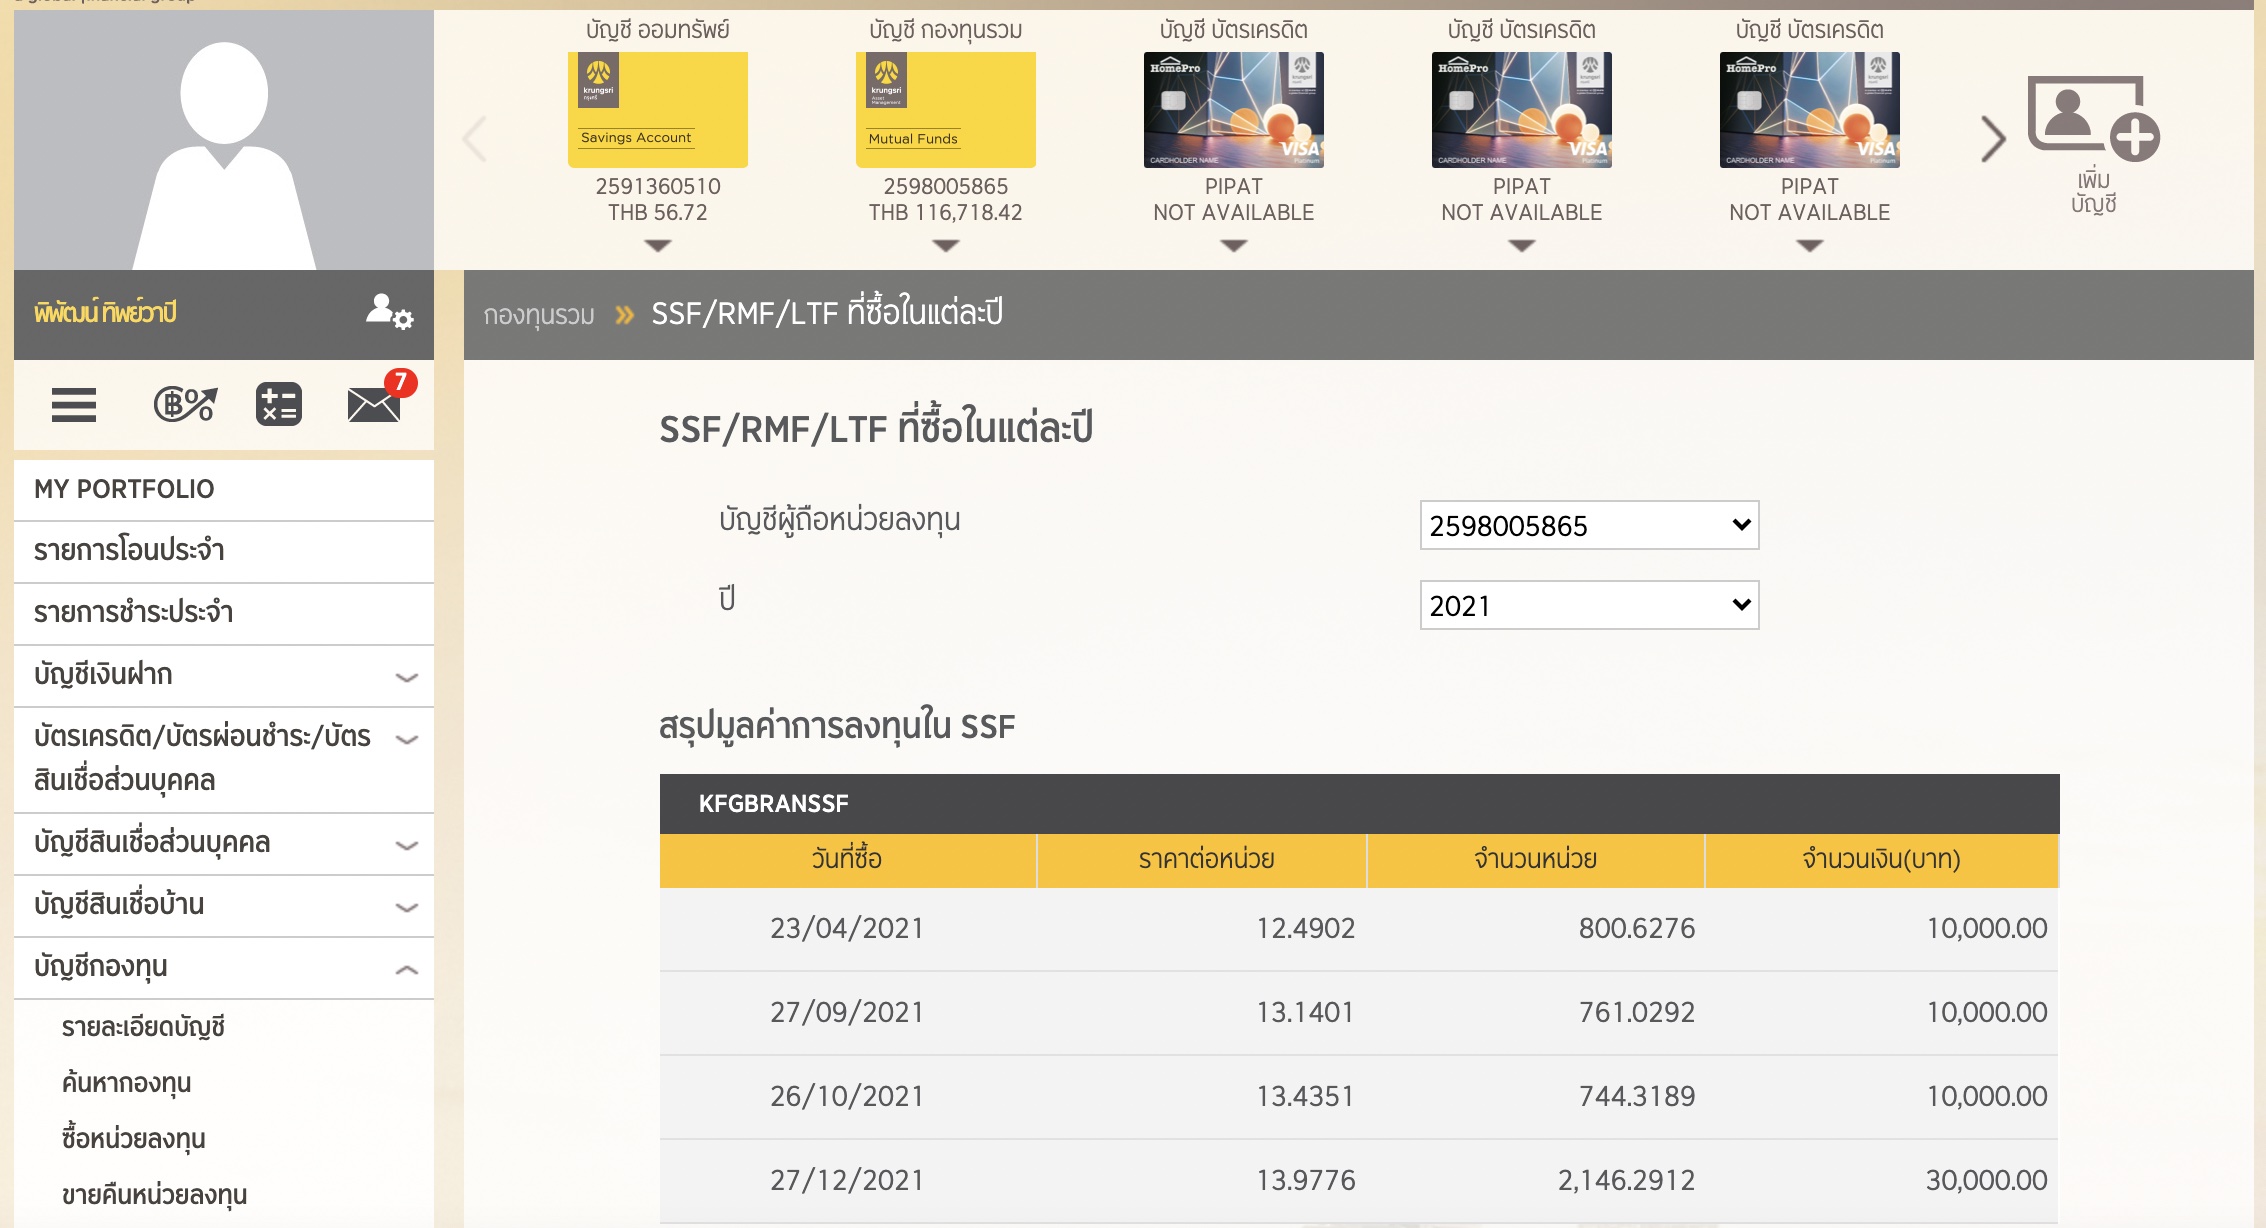 บัญชี ออมทรัพย์
krungsri
กรุงศรี
Savings Account
2591360510
THB 56.72
บัญชี กองทุนรวม
krungsri
Asset
Management
Mutual Funds
2598005865
THB 116,718.42
บัญชี บัตรเครดิต
HomePro
CARDHOLDER NAME
VISA
Platinum
PIPAT
NOT AVAILABLE
บัญชี บัตรเครดิต
HomePro
CARDHOLDER NAME
VISA
Platinum
PIPAT
NOT AVAILABLE
บัญชี บัตรเครดิต
HomePro
CARDHOLDER NAME
VISA
Platinum
PIPAT
NOT AVAILABLE
เพิ่ม
บัญชี
พิพัฒน์ ทิพย์วาปี
7
MY PORTFOLIO
รายการโอนประจำ
รายการชำระประจำ
บัญชีเงินฝาก
บัตรเครดิต/บัตรผ่อนชำระ/บัตร
สินเชื่อส่วนบุคคล
บัญชีสินเชื่อส่วนบุคคล
บัญชีสินเชื่อบ้าน
บัญชีกองทุน
รายละเอียดบัญชี
ค้นหากองทุน
ซื้อหน่วยลงทุน
ขายคืนหน่วยลงทุน
กองทุนรวม » SSF/RMF/LTF ที่ซื้อในแต่ละปี
SSF/RMF/LTF ที่ซื้อในแต่ละปี
บัญชีผู้ถือหน่วยลงทุน 2598005865
ปี 2021
สรุปมูลค่าการลงทุนใน SSF
KFGBRANSSF
วันที่ซื้อ ราคาต่อหน่วย จำนวนหน่วย จำนวนเงิน(บาท)
23/04/2021 12.4902 800.6276 10,000.00
27/09/2021 13.1401 761.0292 10,000.00
26/10/2021 13.4351 744.3189 10,000.00
27/12/2021 13.9776 2,146.2912 30,000.00